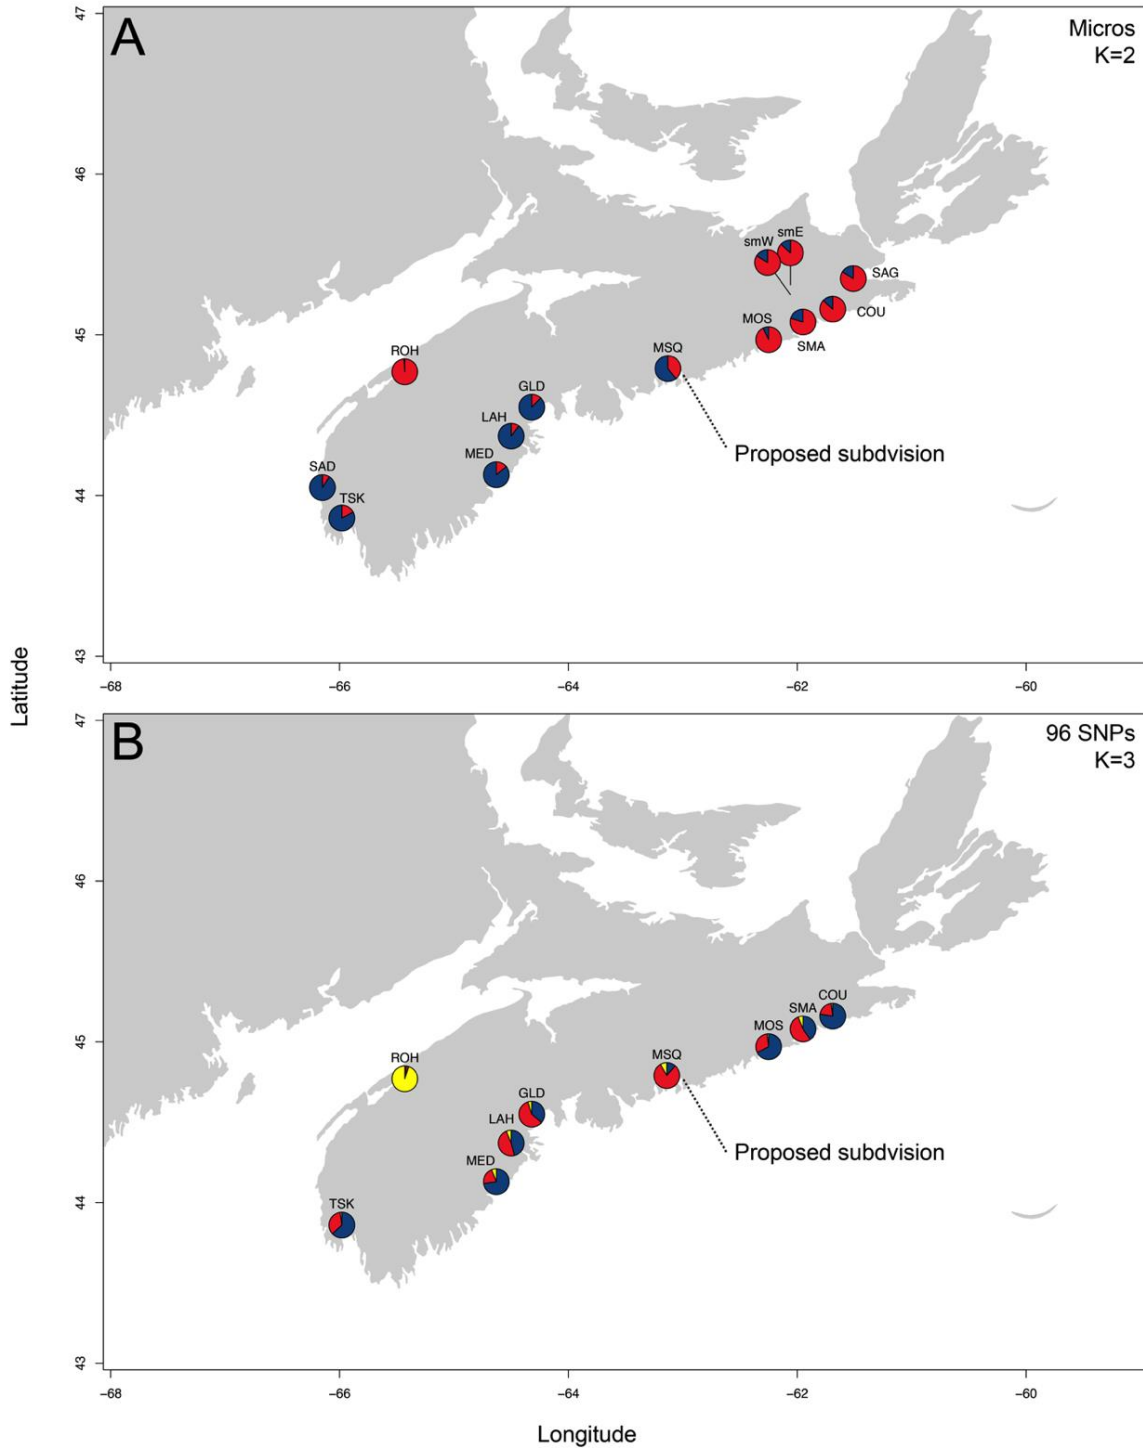 A
Micros
K=2
47
46
45
44
43
smW
smE
SAG
COU
MOS
SMA
MSQ
ROH
GLD
LAH
MED
SAD
TSK
Proposed subdvision
-68
-66
-64
-62
-60
Latitude
B
96 SNPs
K=3
47
46
45
44
43
COU
SMA
MOS
MSQ
ROH
GLD
LAH
MED
TSK
Proposed subdvision
-68
-66
-64
-62
-60
Longitude